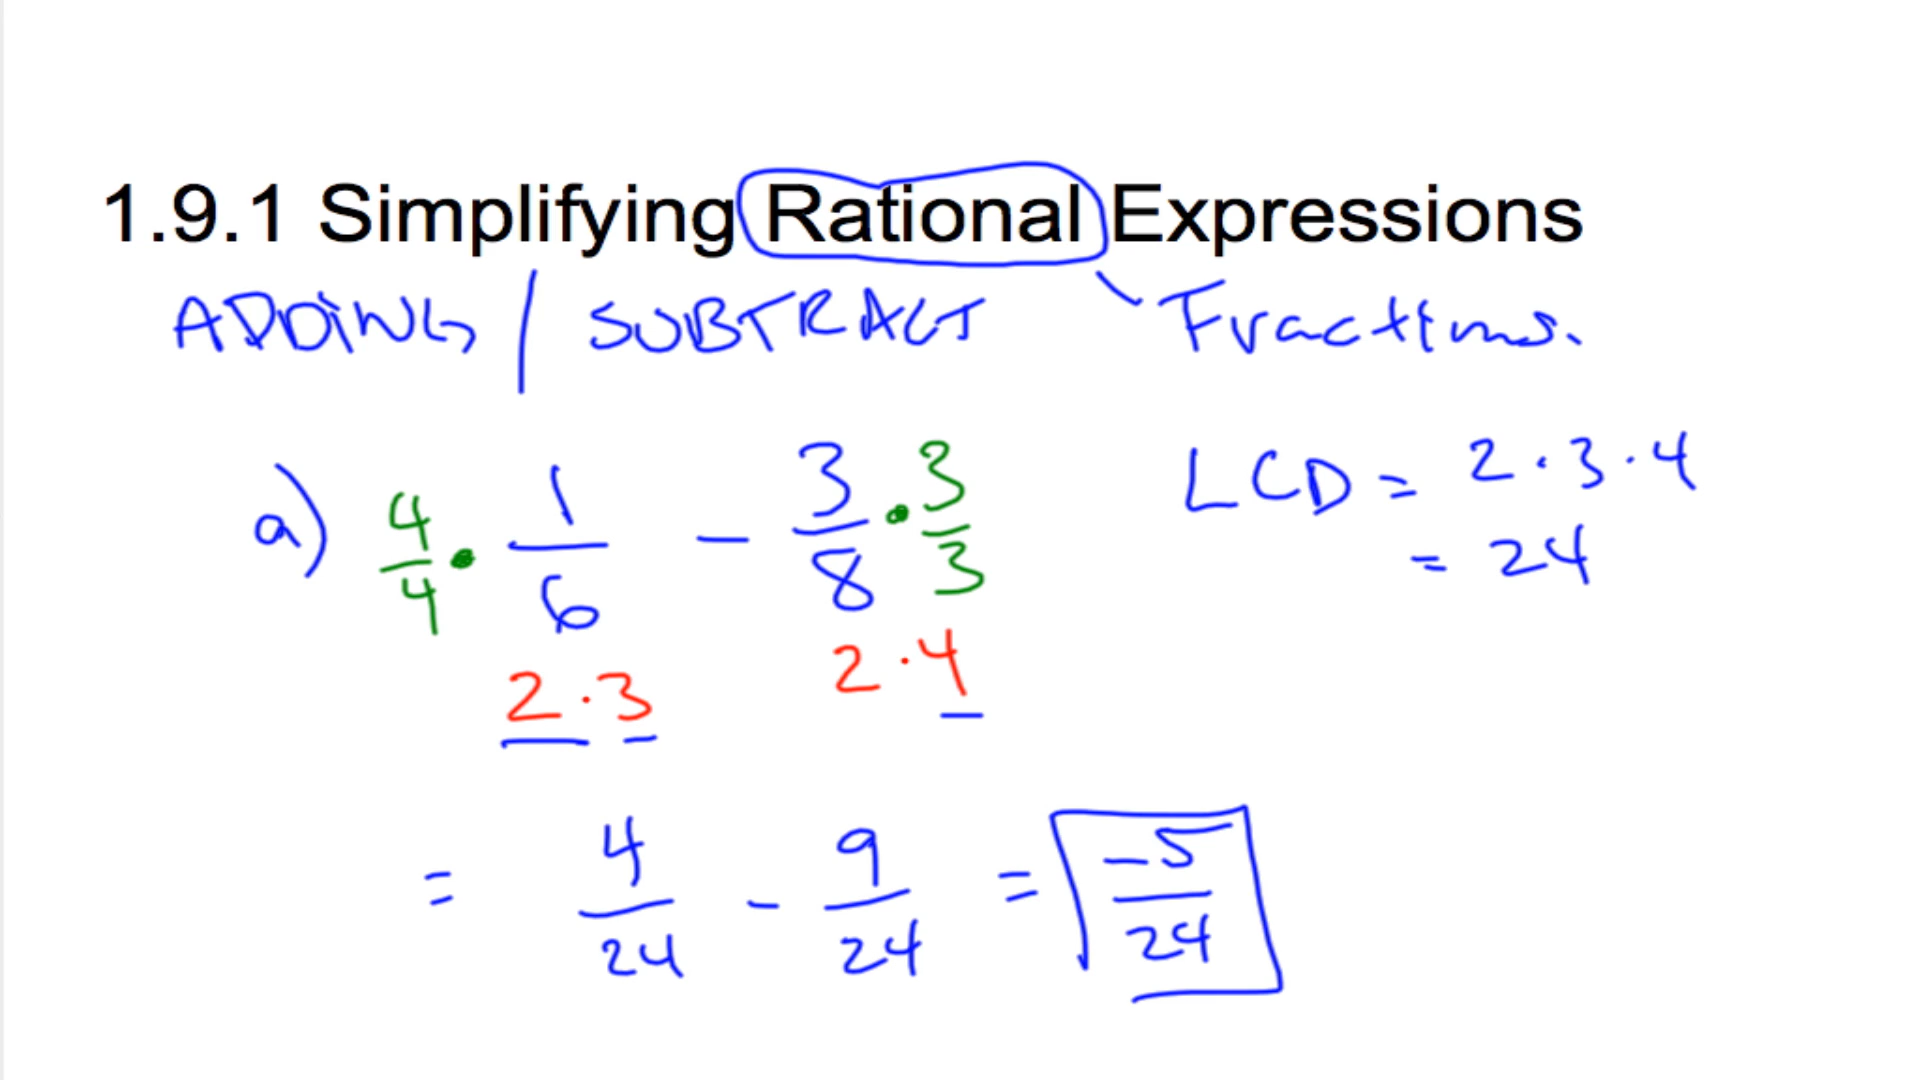 1.9.1 Simplifying Rational Expressions
ADDING / SUBTRACT Fractions.
a) 4/4 • 1/6 - 3/8 • 3/3 LCD = 2·3·4
= 24
2·3 2·4
= 4/24 - 9/24 = -5/24